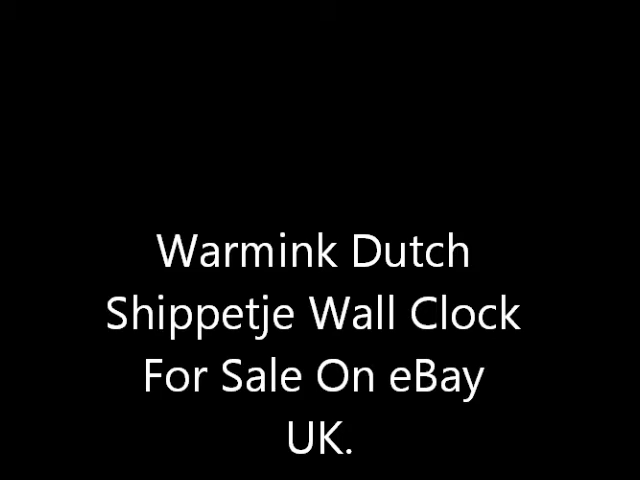 Warmink Dutch
Shippetje Wall Clock
For Sale On eBay
UK.